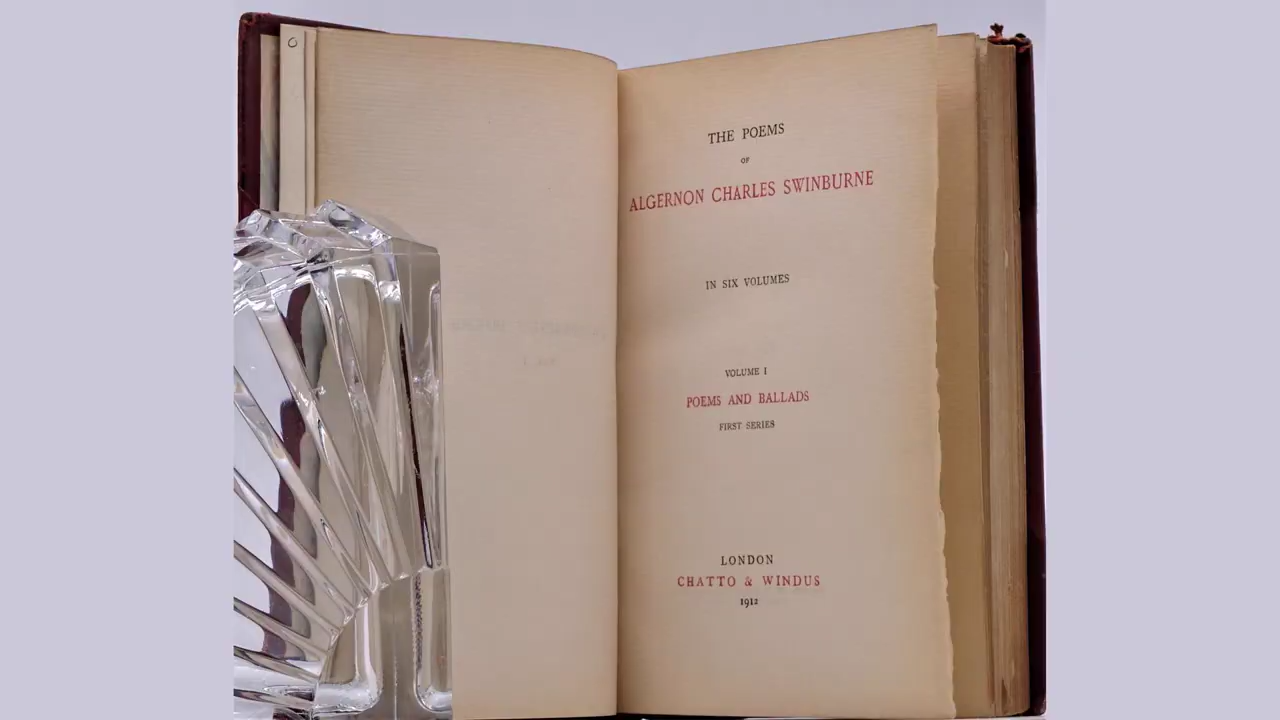 THE POEMS
OF
ALGERNON CHARLES SWINBURNE
IN SIX VOLUMES
VOLUME I
POEMS AND BALLADS
FIRST SERIES
LONDON
CHATTO & WINDUS
1912